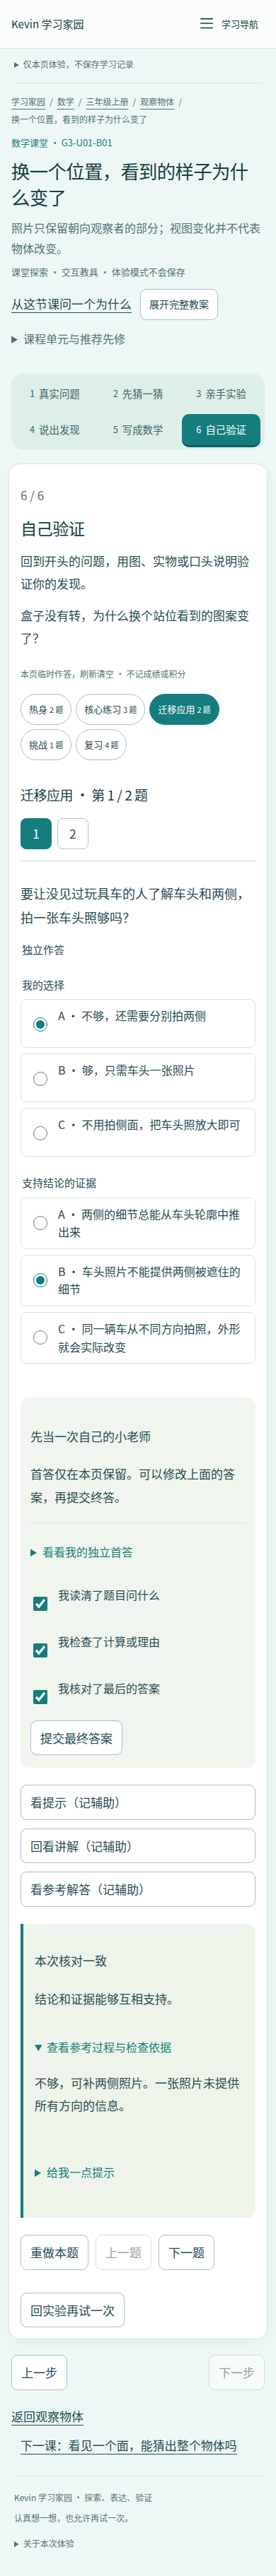 Kevin 学习家园
学习导航
仅本页体验，不保存学习记录
学习家园 / 数学 / 三年级上册 / 观察物体 /
换一个位置，看到的样子为什么变了
数学课堂 · G3-U01-B01
换一个位置，看到的样子为什
么变了
照片只保留朝向观察者的部分；视图变化并不代表
物体改变。
课堂探索 · 交互教具 · 体验模式不会保存
从这节课问一个为什么
展开完整教案
课程单元与推荐先修
1 真实问题
2 先猜一猜
3 亲手实验
4 说出发现
5 写成数学
6 自己验证
6 / 6
自己验证
回到开头的问题，用图、实物或口头说明验
证你的发现。
盒子没有转，为什么换个站位看到的图案变
了？
本页临时作答，刷新清空 · 不记成绩或积分
热身 2 题
核心练习 3 题
迁移应用 2 题
挑战 1 题
复习 4 题
迁移应用 · 第 1 / 2 题
1
2
要让没见过玩具车的人了解车头和两侧，
拍一张车头照够吗？
独立作答
我的选择
A · 不够，还需要分别拍两侧
B · 够，只需车头一张照片
C · 不用拍侧面，把车头照放大即可
支持结论的证据
A · 两侧的细节总能从车头轮廓中推
出来
B · 车头照片不能提供两侧被遮住的
细节
C · 同一辆车从不同方向拍照，外形
就会实际改变
先当一次自己的小老师
首答仅在本页保留。可以修改上面的答
案，再提交终答。
看看我的独立首答
我读清了题目问什么
我检查了计算或理由
我核对了最后的答案
提交最终答案
看提示（记辅助）
回看讲解（记辅助）
看参考解答（记辅助）
本次核对一致
结论和证据能够互相支持。
查看参考过程与检查依据
不够，可补两侧照片。一张照片未提供
所有方向的信息。
给我一点提示
重做本题
上一题
下一题
回实验再试一次
上一步
下一步
返回观察物体
下一课：看见一个面，能猜出整个物体吗
Kevin 学习家园 · 探索、表达、验证
认真想一想，也允许再试一次。
关于本次体验